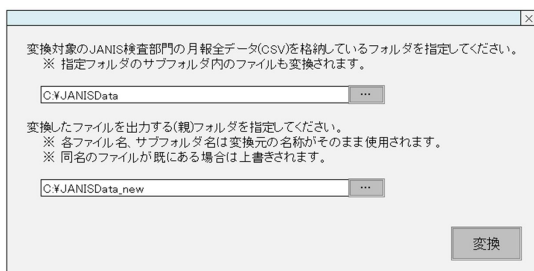 変換対象のJANIS検査部門の月報全データ(CSV)を格納しているフォルダを指定してください。
※ 指定フォルダのサブフォルダ内のファイルも変換されます。
C:¥JANISData
...
変換したファイルを出力する(親)フォルダを指定してください。
※ 各ファイル名、サブフォルダ名は変換元の名称がそのまま使用されます。
※ 同名のファイルが既にある場合は上書きされます。
C:¥JANISData_new
...
変換